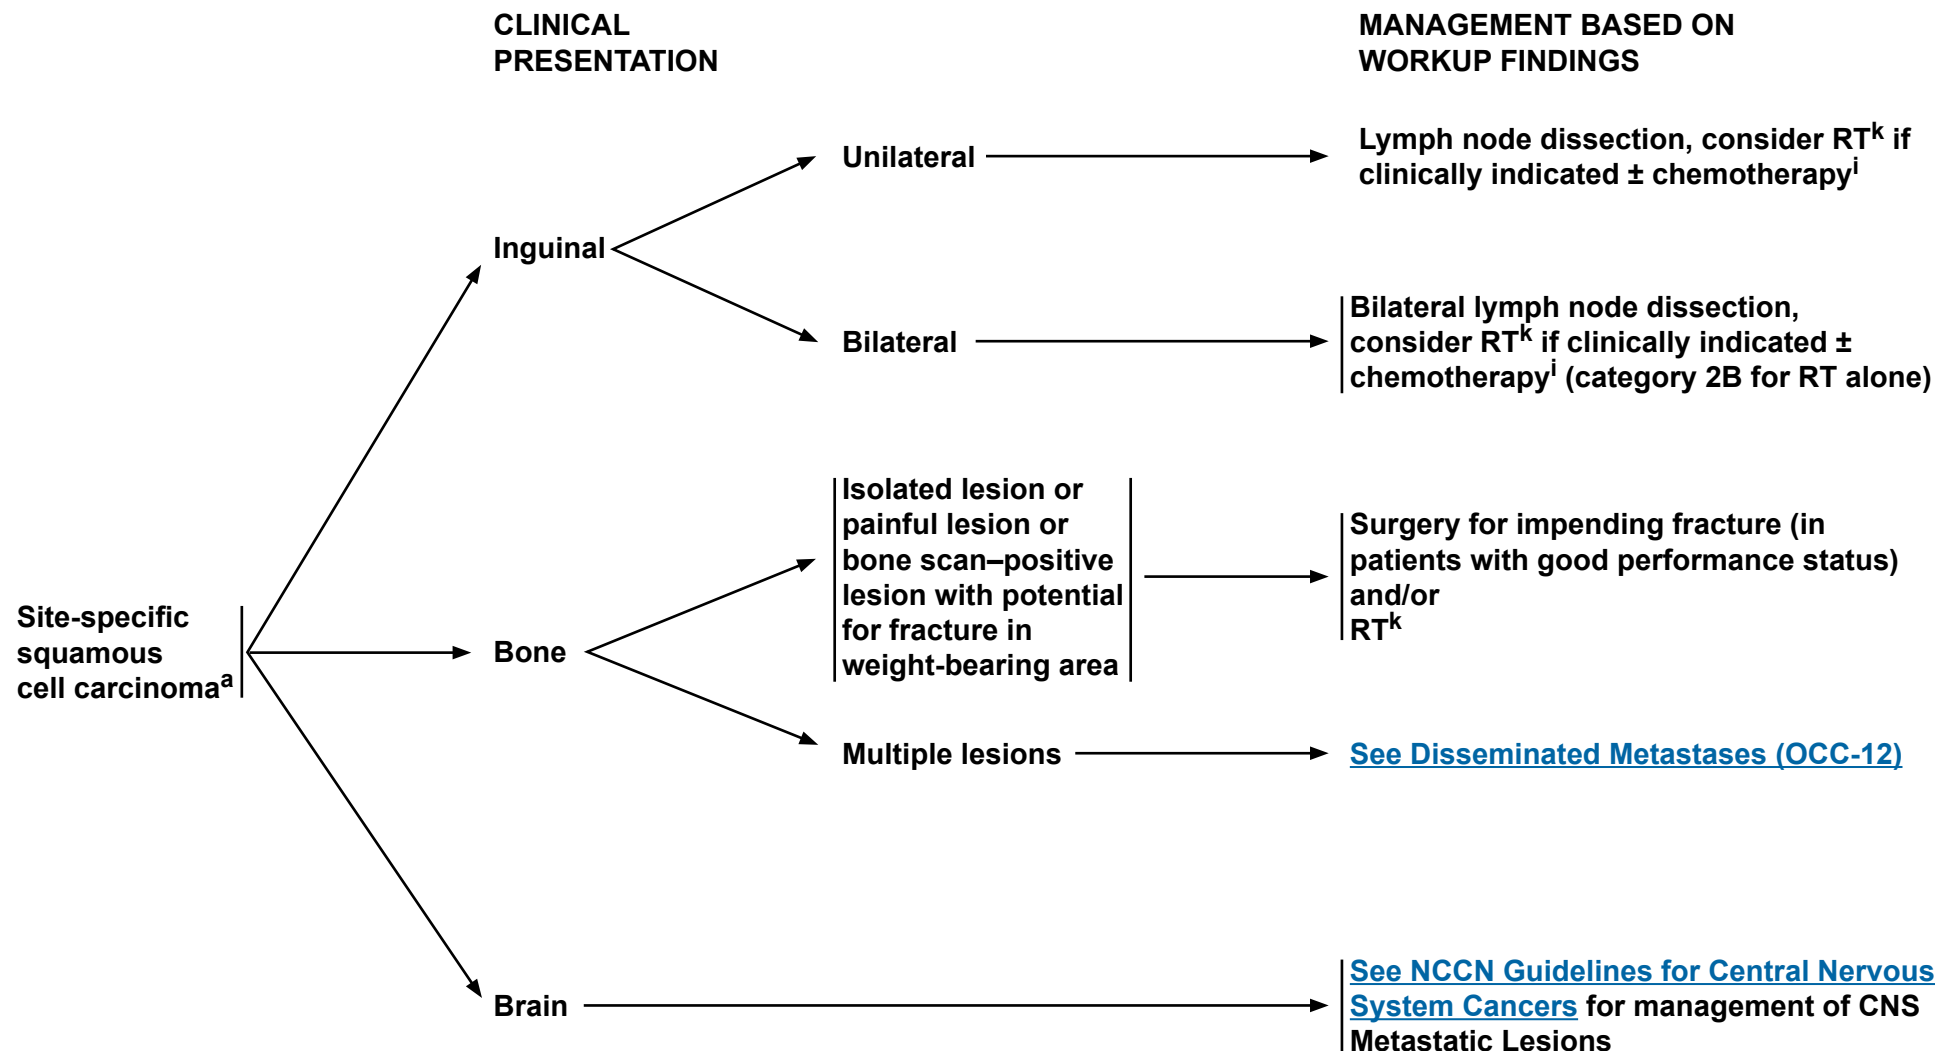 CLINICAL
PRESENTATION
MANAGEMENT BASED ON
WORKUP FINDINGS
Site-specific
squamous
cell carcinomaᵃ
Inguinal
Unilateral
Lymph node dissection, consider RTᵏ if
clinically indicated ± chemotherapyⁱ
Bilateral
Bilateral lymph node dissection,
consider RTᵏ if clinically indicated ±
chemotherapyⁱ (category 2B for RT alone)
Bone
Isolated lesion or
painful lesion or
bone scan–positive
lesion with potential
for fracture in
weight-bearing area
Surgery for impending fracture (in
patients with good performance status)
and/or
RTᵏ
Multiple lesions
See Disseminated Metastases (OCC-12)
Brain
See NCCN Guidelines for Central Nervous
System Cancers for management of CNS
Metastatic Lesions